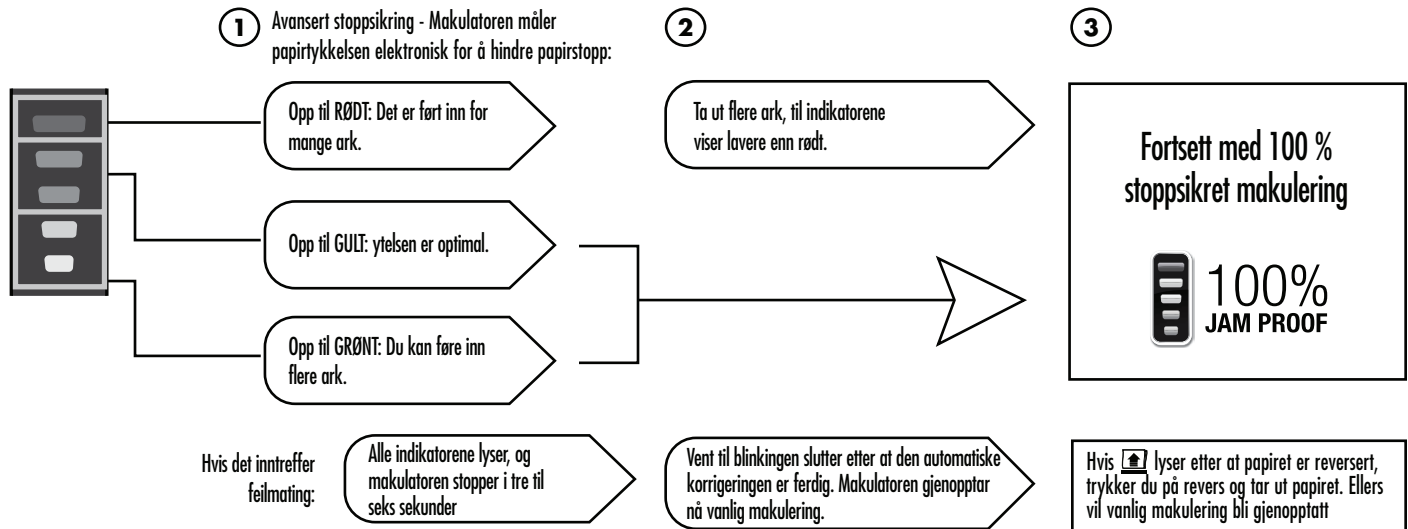 1
Avansert stoppsikring - Makulatoren måler
papirtykkelsen elektronisk for å hindre papirstopp:
2
3
Opp til RØDT: Det er ført inn for
mange ark.
Ta ut flere ark, til indikatorene
viser lavere enn rødt.
Opp til GULT: ytelsen er optimal.
Opp til GRØNT: Du kan føre inn
flere ark.
Fortsett med 100 %
stoppsikret makulering
100%
JAM PROOF
Hvis det inntreffer
feilmating:
Alle indikatorene lyser, og
makulatoren stopper i tre til
seks sekunder
Vent til blinkingen slutter etter at den automatiske
korrigeringen er ferdig. Makulatoren gjenopptar
nå vanlig makulering.
Hvis lyser etter at papiret er reversert,
trykker du på revers og tar ut papiret. Ellers
vil vanlig makulering bli gjenopptatt